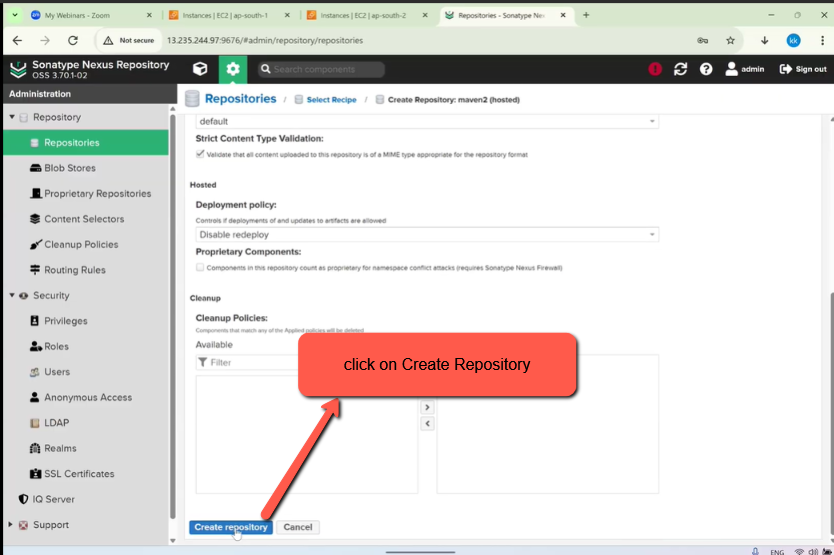 My Webinars - Zoom
Instances | EC2 | ap-south-1
Instances | EC2 | ap-south-2
Repositories - Sonatype Nex
Not secure
13.235.244.97:9676/#admin/repository/repositories
kk
Sonatype Nexus Repository
OSS 3.70.1-02
Search components
admin
Sign out
Administration
Repositories / Select Recipe / Create Repository: maven2 (hosted)
Repository
Repositories
Blob Stores
Proprietary Repositories
Content Selectors
Cleanup Policies
Routing Rules
Security
Privileges
Roles
Users
Anonymous Access
LDAP
Realms
SSL Certificates
IQ Server
Support
default
Strict Content Type Validation:
Validate that all content uploaded to this repository is of a MIME type appropriate for the repository format
Hosted
Deployment policy:
Controls if deployments of and updates to artifacts are allowed
Disable redeploy
Proprietary Components:
Components in this repository count as proprietary for namespace conflict attacks (requires Sonatype Nexus Firewall)
Cleanup
Cleanup Policies:
Components that match any of the Applied policies will be deleted
Available
Filter
click on Create Repository
Create repository
Cancel
ENG